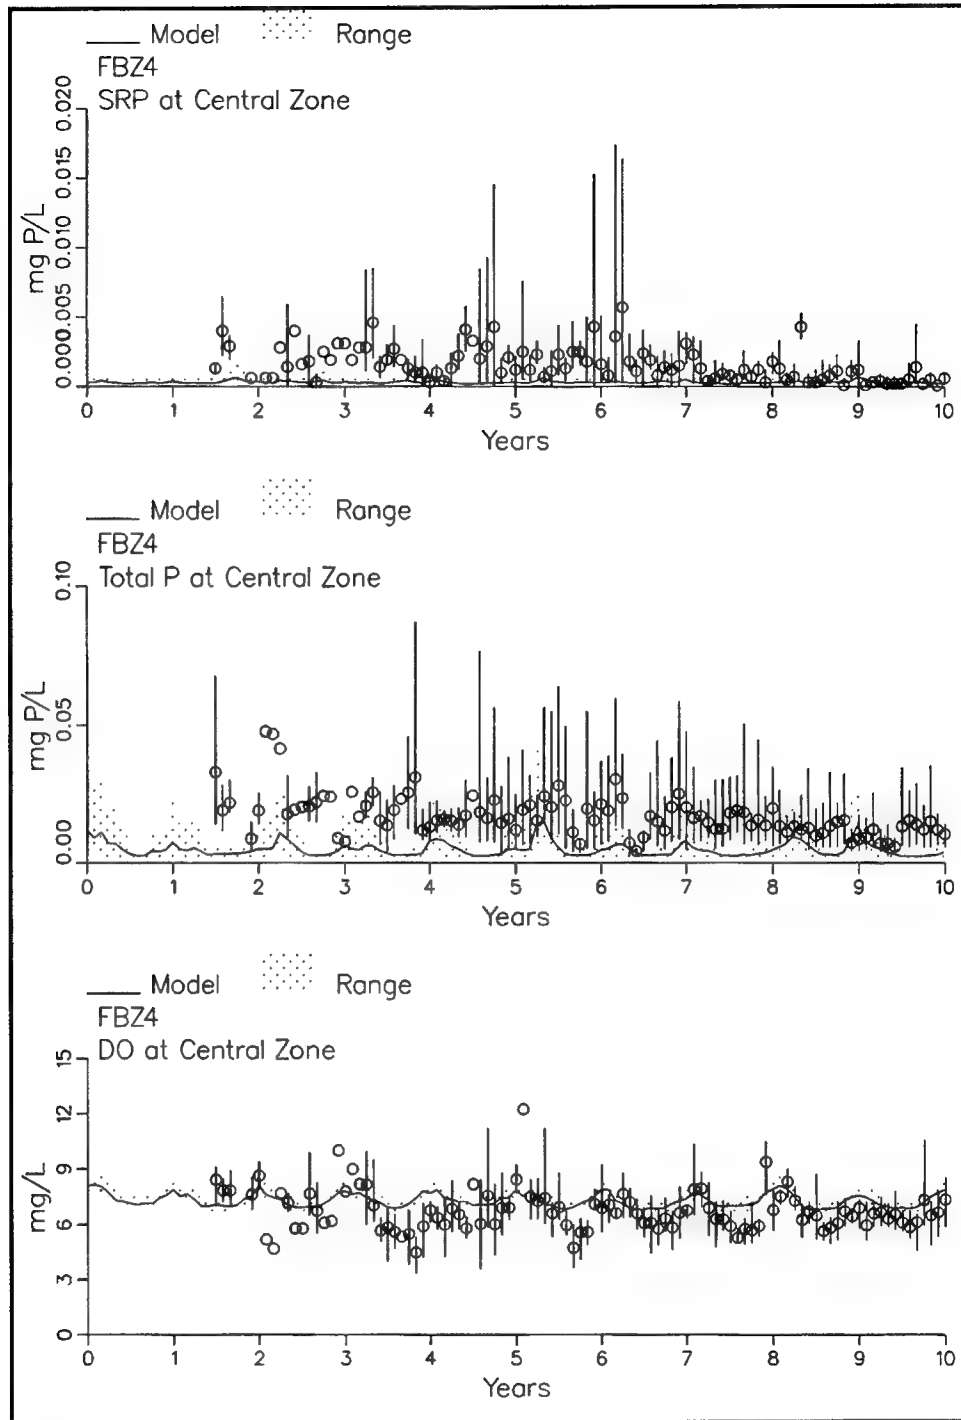 Model Range
FBZ4
SRP at Central Zone
0.000 0.005 0.010 0.015 0.020
mg P/L
0 1 2 3 4 5 6 7 8 9 10
Years
Model Range
FBZ4
Total P at Central Zone
0.00 0.05 0.10
mg P/L
0 1 2 3 4 5 6 7 8 9 10
Years
Model Range
FBZ4
DO at Central Zone
15
12
9
6
3
0
mg/L
0 1 2 3 4 5 6 7 8 9 10
Years